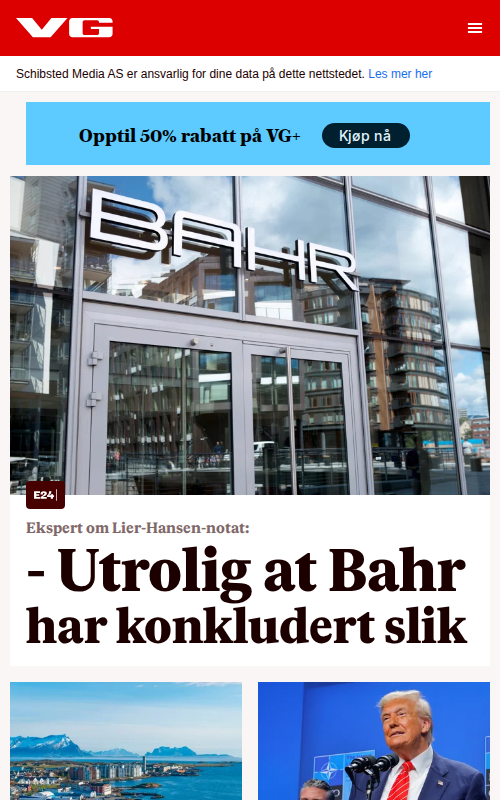 VG
Schibsted Media AS er ansvarlig for dine data på dette nettstedet. Les mer her
Opptil 50% rabatt på VG+ Kjøp nå
BAHR
E24
Ekspert om Lier-Hansen-notat:
- Utrolig at Bahr
har konkludert slik